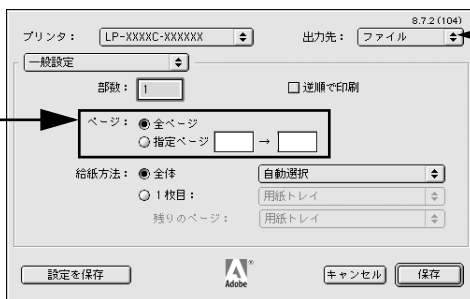 8.7.2 (104)
プリンタ： LP-XXXXC-XXXXXX 出力先： ファイル
一般設定
部数： 1 逆順で印刷
ページ： 全ページ
指定ページ →
給紙方法： 全体 自動選択
1 枚目： 用紙トレイ
残りのページ： 用紙トレイ
設定を保存 Adobe ® キャンセル 保存